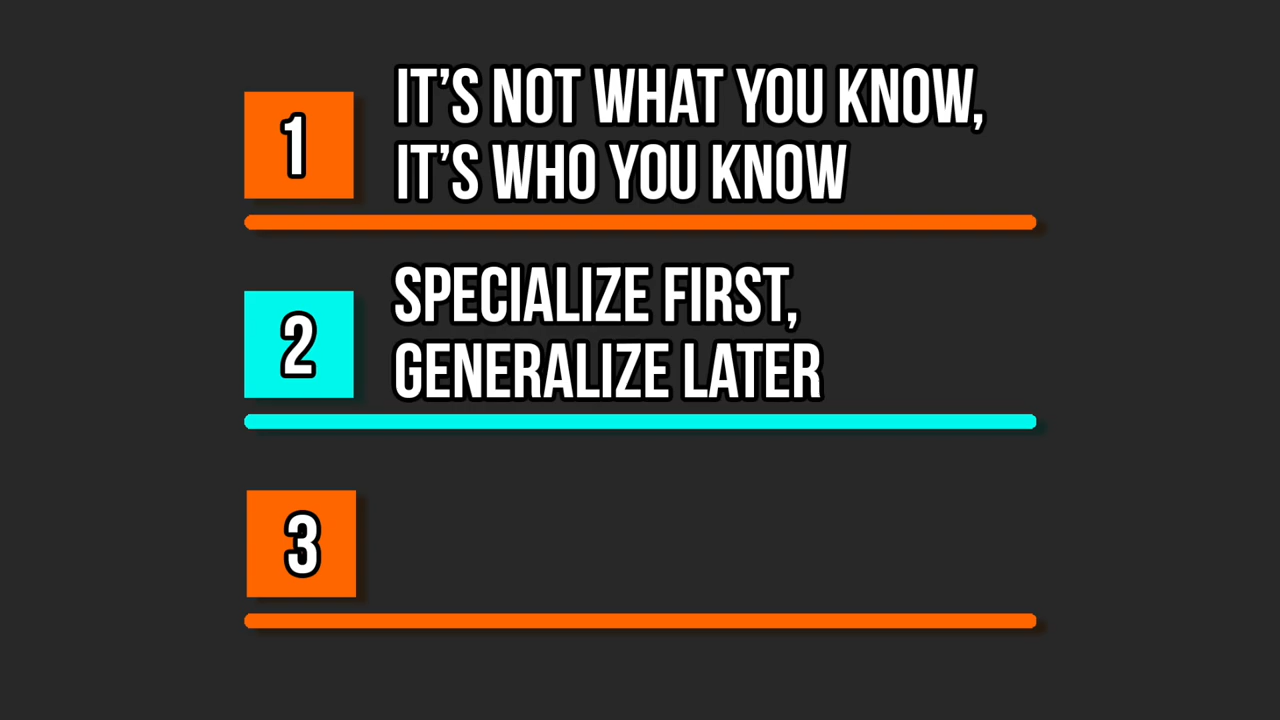 1
IT’S NOT WHAT YOU KNOW,
IT’S WHO YOU KNOW
2
SPECIALIZE FIRST,
GENERALIZE LATER
3